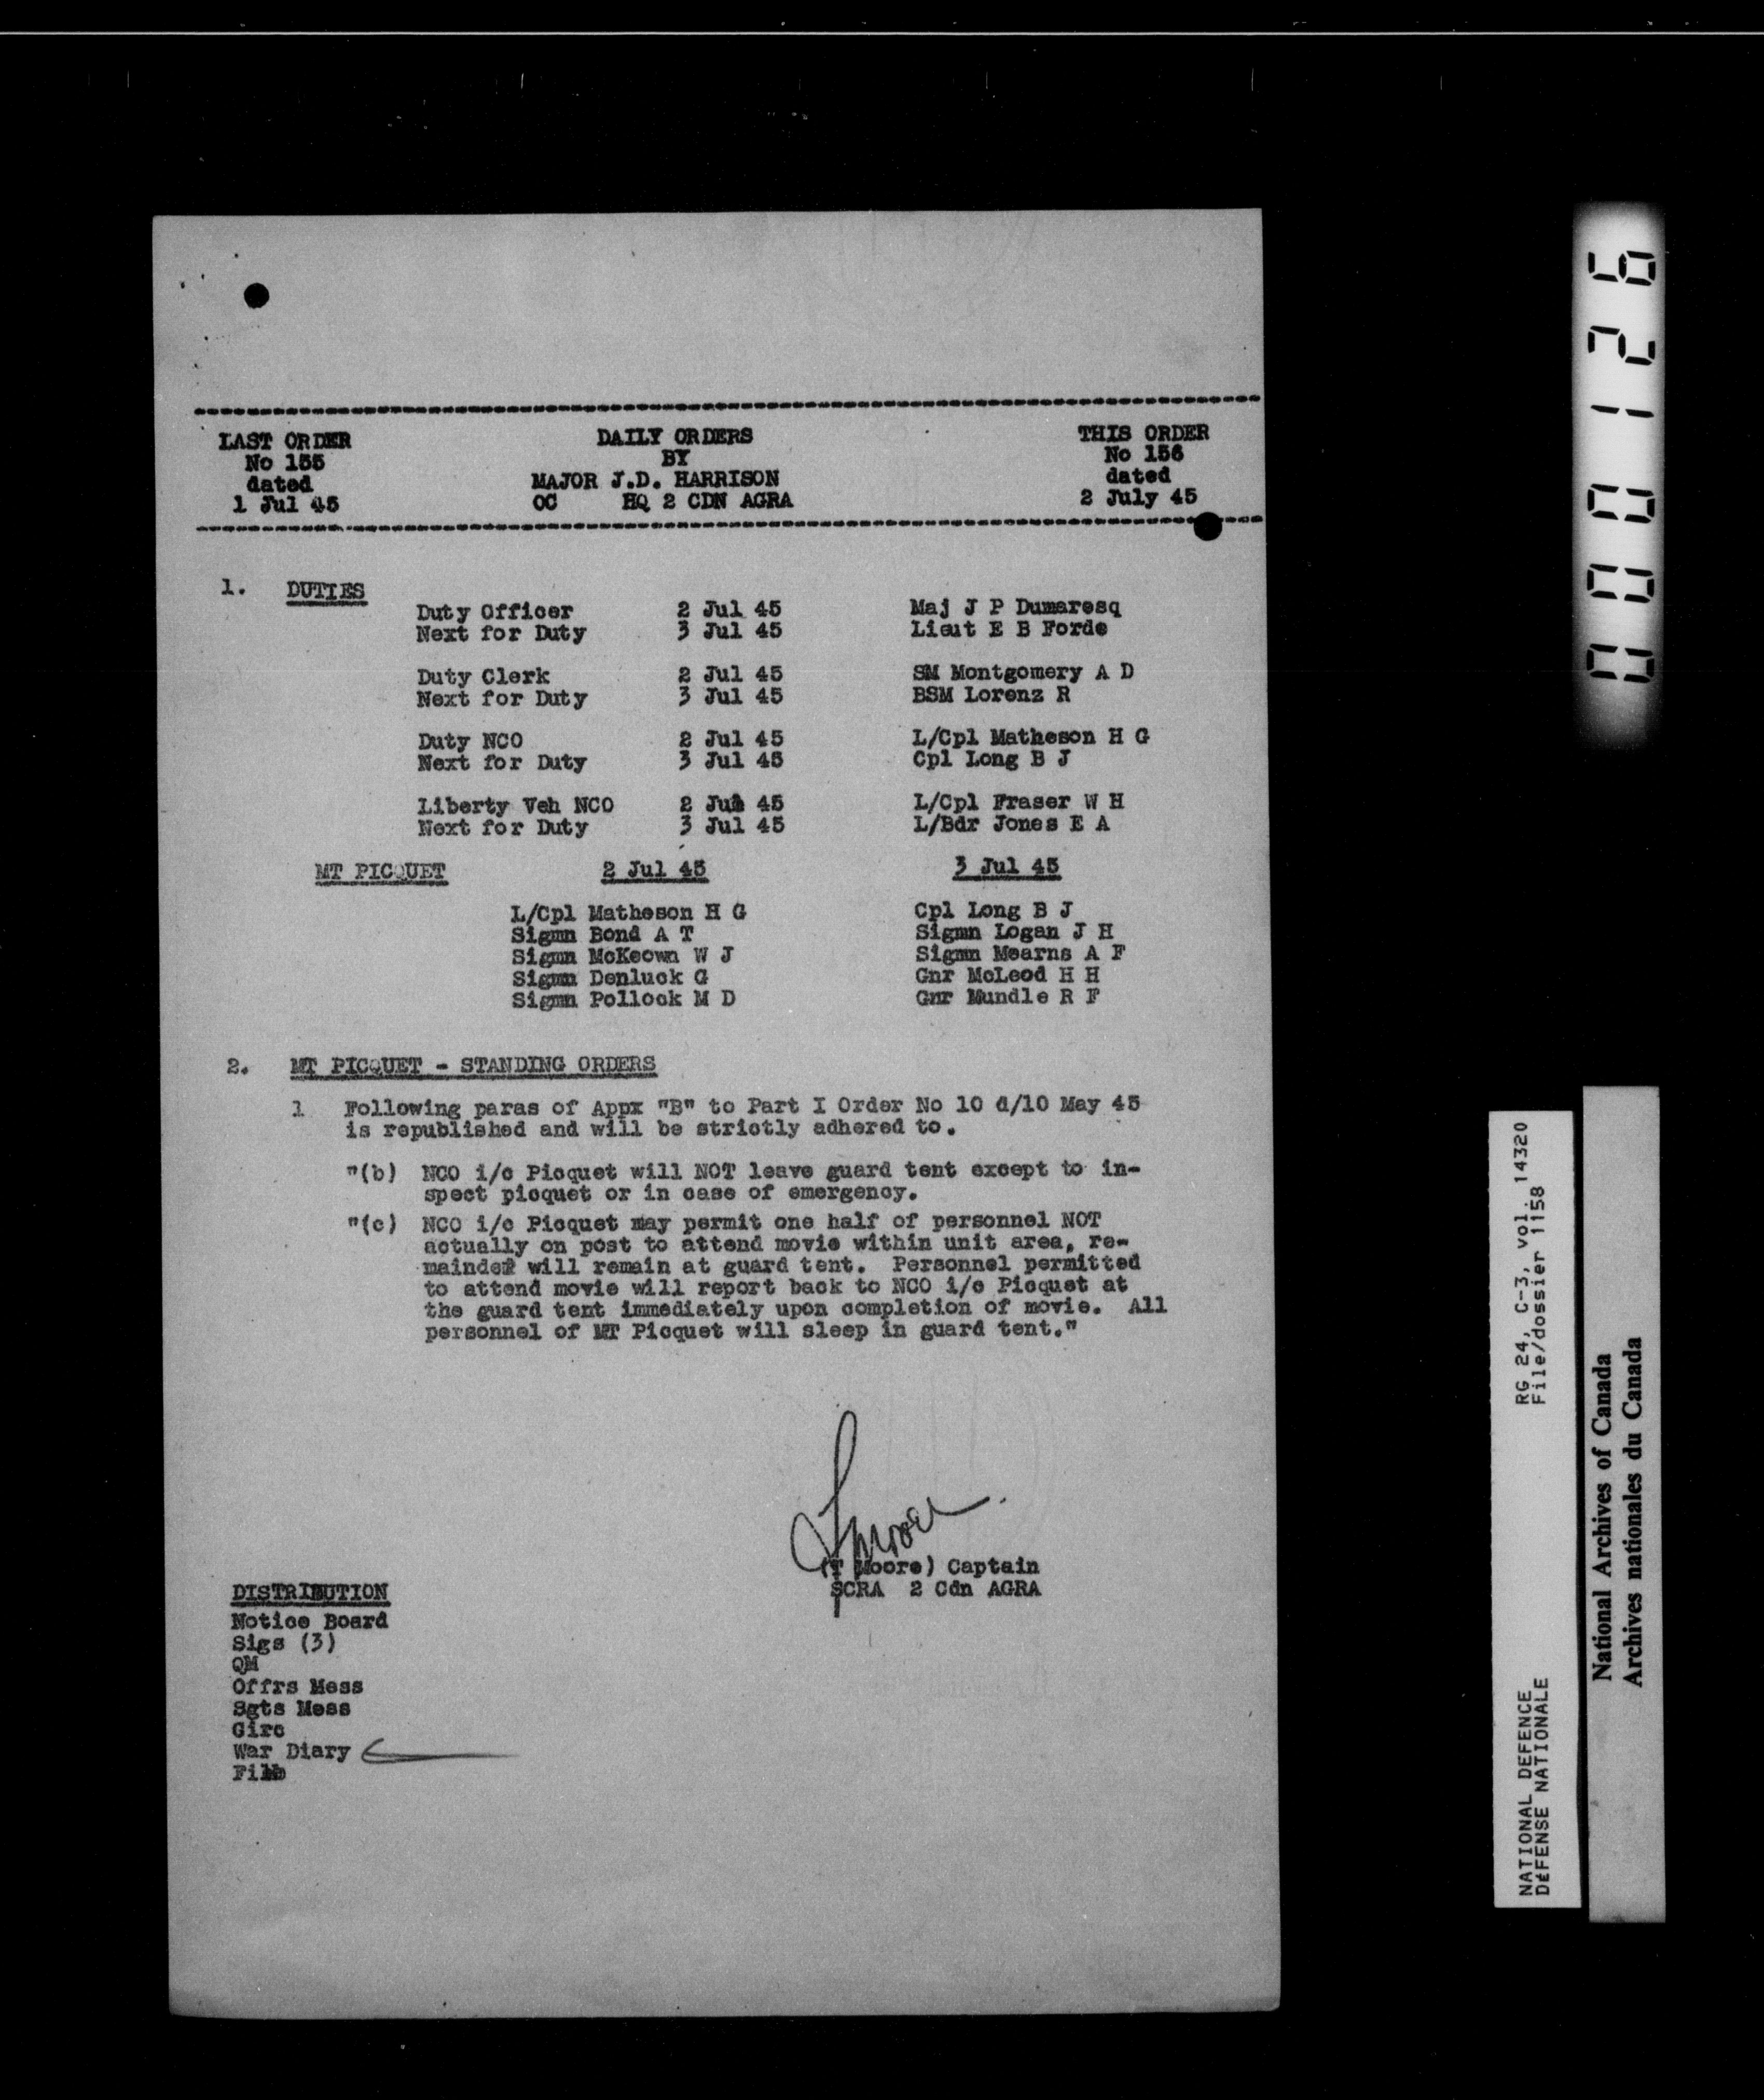 LAST ORDER
No 155
dated
1 Jul 45
DAILY ORDERS
BY
MAJOR J.D. HARRISON
OC HQ 2 CDN AGRA
THIS ORDER
No 156
dated
2 July 45
1. DUTIES
Duty Officer 2 Jul 45 Maj J P Dumaresq
Next for Duty 3 Jul 45 Lieut E B Forde
Duty Clerk 2 Jul 45 SM Montgomery A D
Next for Duty 3 Jul 45 BSM Lorenz R
Duty NCO 2 Jul 45 L/Cpl Matheson H G
Next for Duty 3 Jul 45 Cpl Long B J
Liberty Veh NCO 2 Jul 45 L/Cpl Fraser W H
Next for Duty 3 Jul 45 L/Bdr Jones E A
MT PICQUET 2 Jul 45 3 Jul 45
L/Cpl Matheson H G Cpl Long B J
Sigmn Bond A T Sigmn Logan J H
Sigmn McKeown W J Sigmn Mearns A F
Sigmn Denluck G Gnr McLeod H H
Sigmn Pollock M D Gnr Mundle R F
2. MT PICQUET - STANDING ORDERS
1 Following paras of Appx "B" to Part I Order No 10 d/10 May 45
is republished and will be strictly adhered to.
"(b) NCO i/c Picquet will NOT leave guard tent except to in-
spect picquet or in case of emergency.
"(c) NCO i/c Picquet may permit one half of personnel NOT
actually on post to attend movie within unit area, re-
mainder will remain at guard tent. Personnel permitted
to attend movie will report back to NCO i/c Picquet at
the guard tent immediately upon completion of movie. All
personnel of MT Picquet will sleep in guard tent."
TMoore
(T Moore) Captain
SCRA 2 Cdn AGRA
DISTRIBUTION
Notice Board
Sigs (3)
QM
Offrs Mess
Sgts Mess
Circ
War Diary
File
000126
RG 24, C-3, vol. 14320
File/dossier 1158
NATIONAL DEFENCE
DÉFENSE NATIONALE
National Archives of Canada
Archives nationales du Canada